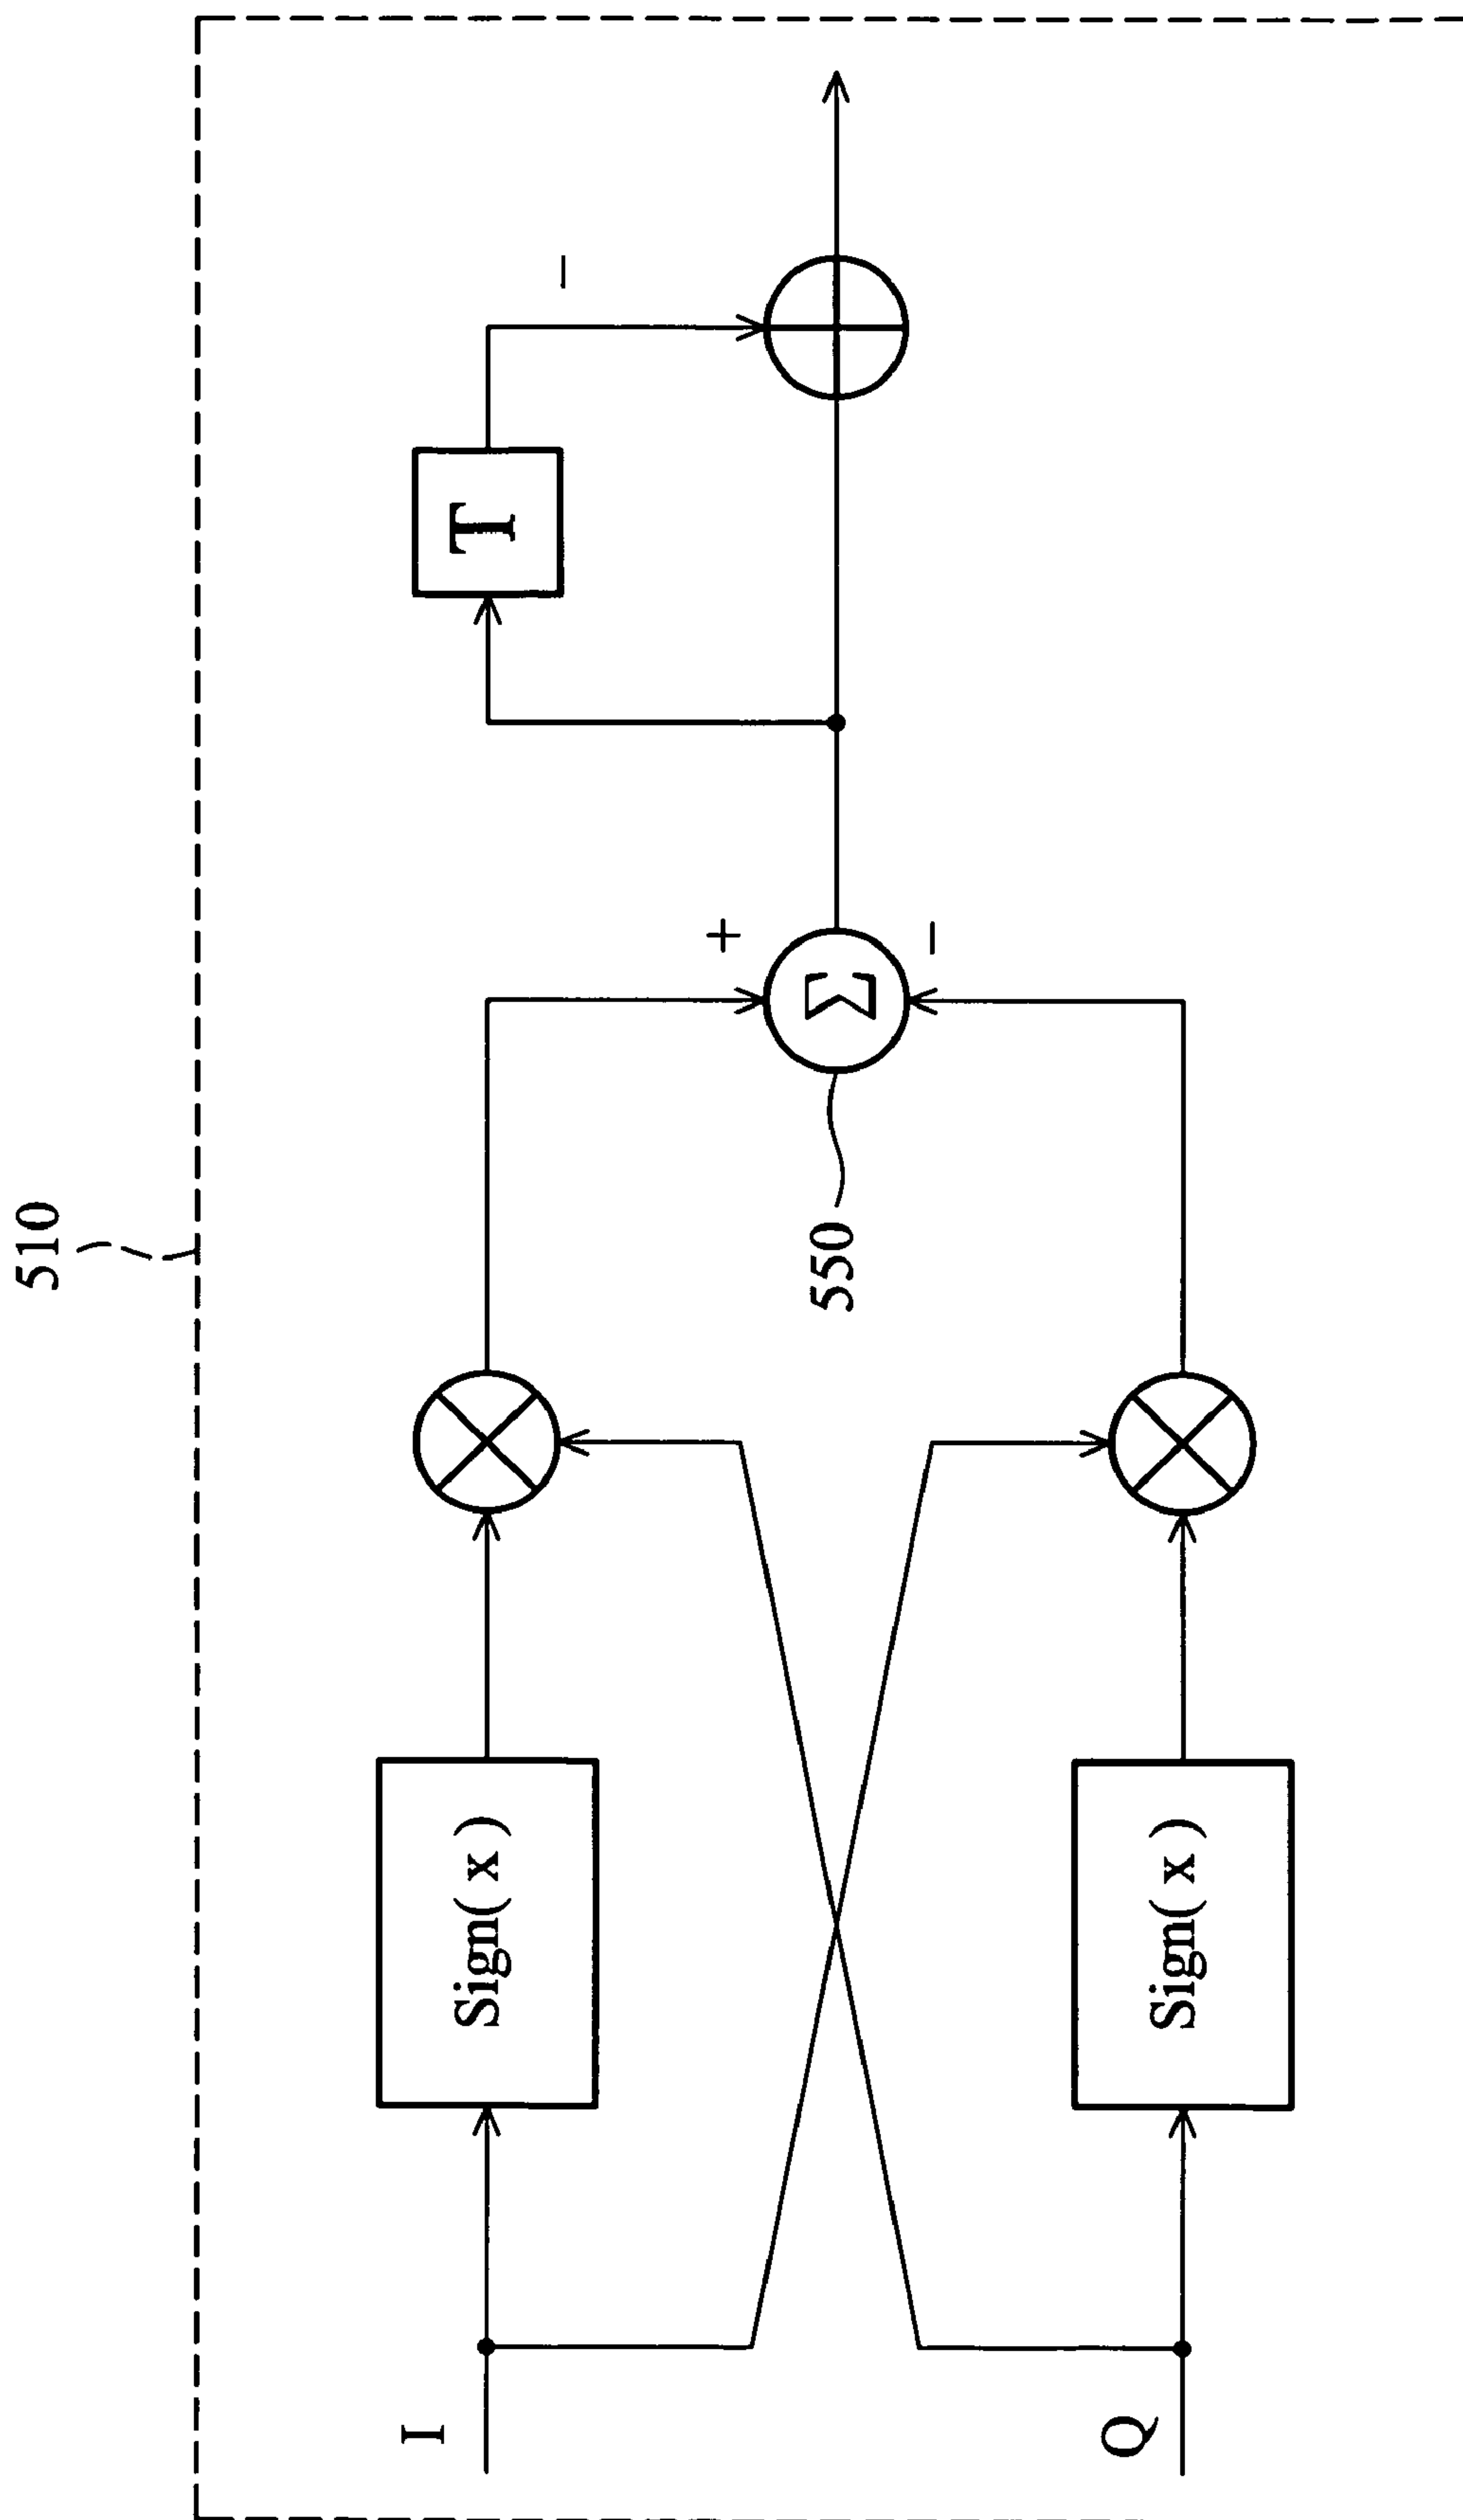 510
I
Sign( x )
T
−
+
Σ
−
550
Q
Sign( x )